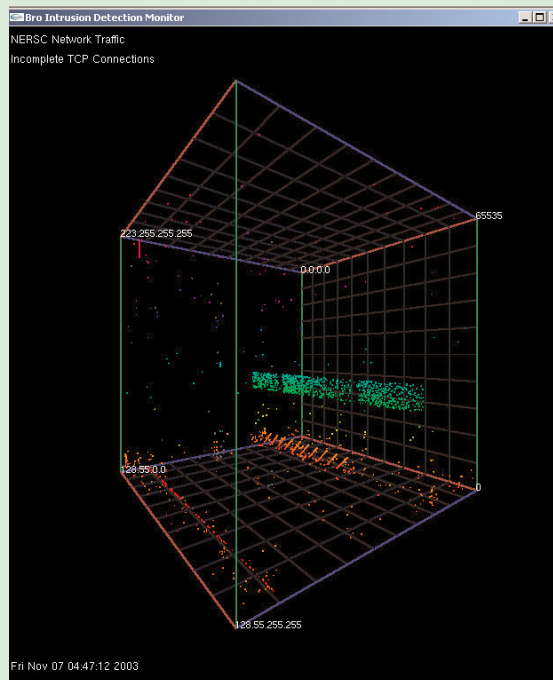 Bro Intrusion Detection Monitor
NERSC Network Traffic
Incomplete TCP Connections
65535
223.255.255.255
0.0.0.0
128.55.0.0
0
128.55.255.255
Fri Nov 07 04:47:12 2003